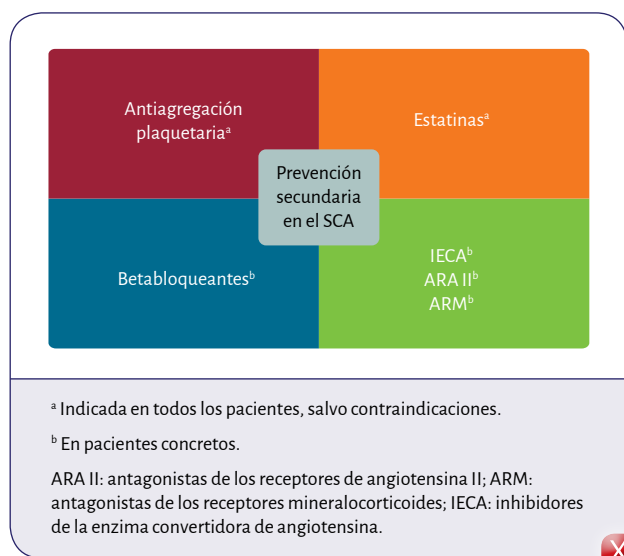 Antiagregación
plaquetariaᵃ
Estatinasᵃ
Prevención
secundaria
en el SCA
Betabloqueantesᵇ
IECAᵇ
ARA IIᵇ
ARMᵇ
ᵃ Indicada en todos los pacientes, salvo contraindicaciones.
ᵇ En pacientes concretos.
ARA II: antagonistas de los receptores de angiotensina II; ARM:
antagonistas de los receptores mineralocorticoides; IECA: inhibidores
de la enzima convertidora de angiotensina.
X